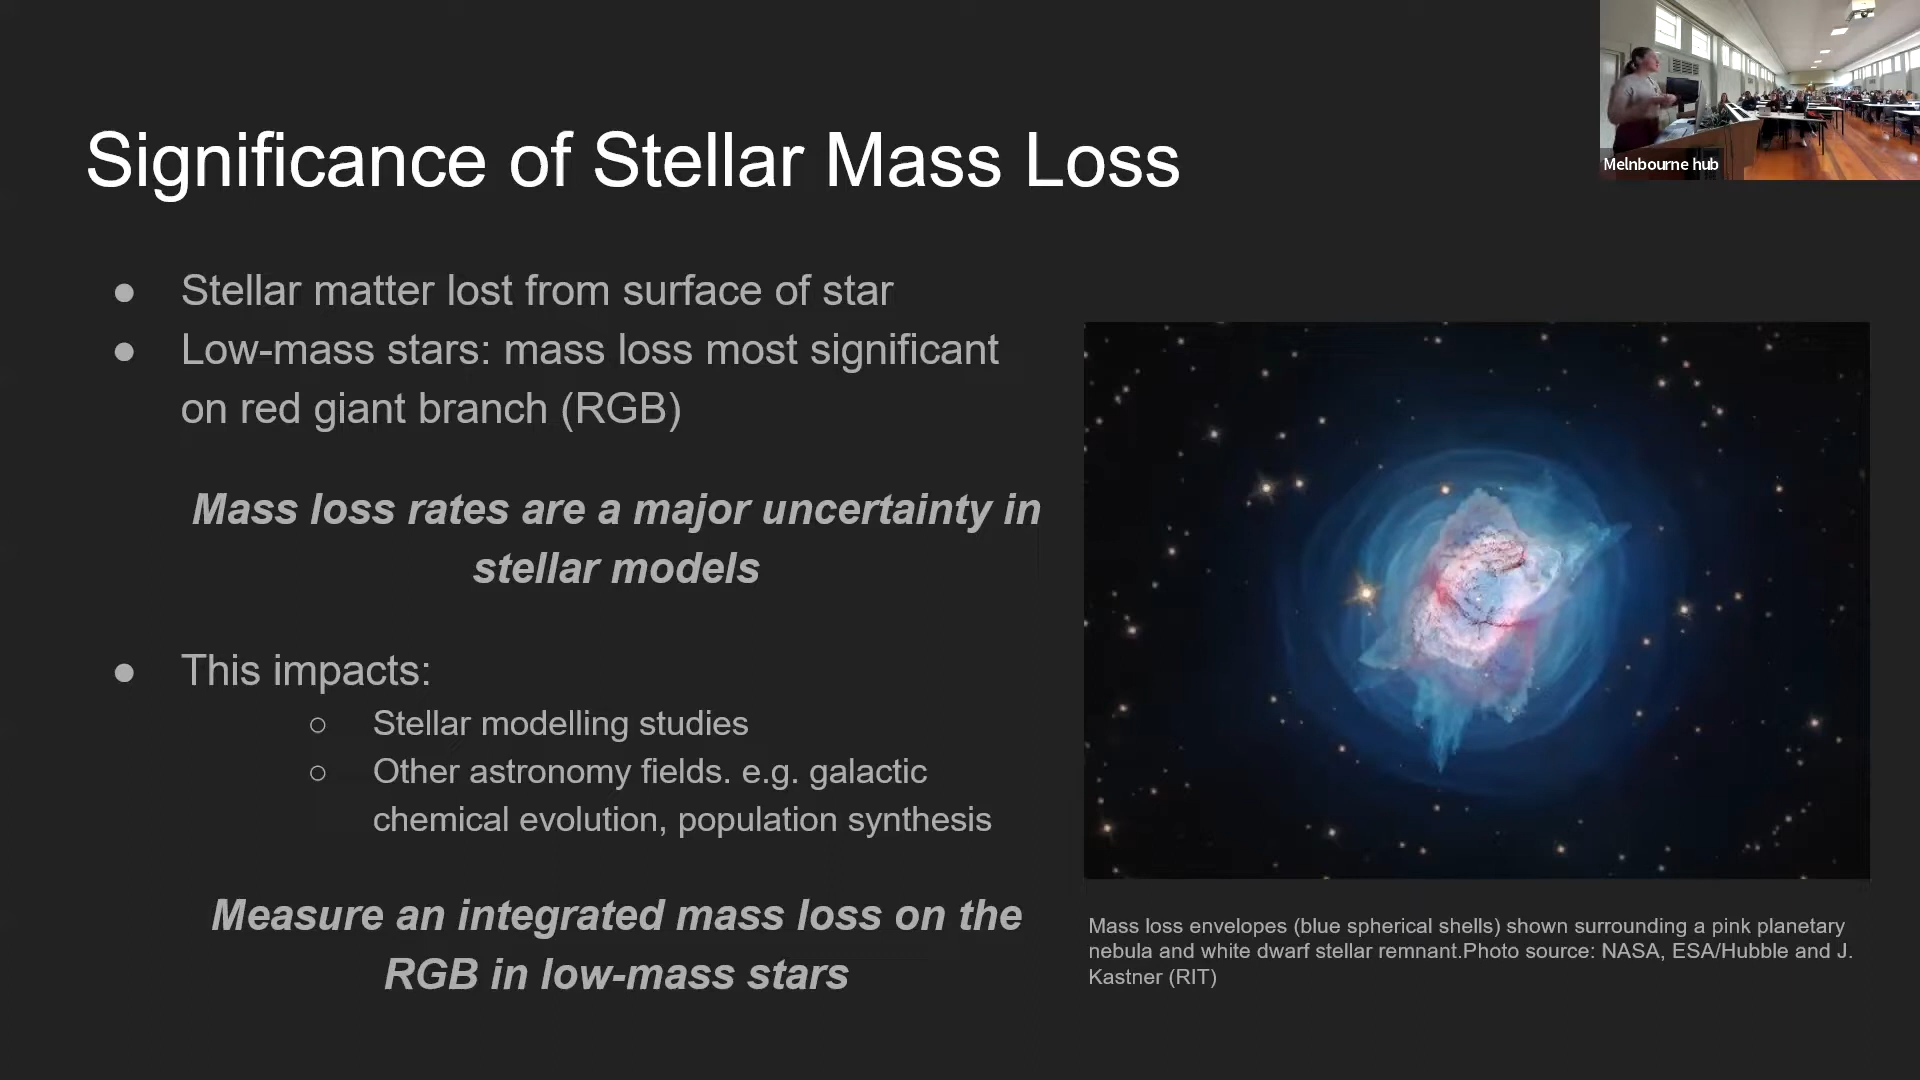 Significance of Stellar Mass Loss
● Stellar matter lost from surface of star
● Low-mass stars: mass loss most significant
on red giant branch (RGB)
Mass loss rates are a major uncertainty in
stellar models
● This impacts:
○ Stellar modelling studies
○ Other astronomy fields. e.g. galactic
chemical evolution, population synthesis
Measure an integrated mass loss on the
RGB in low-mass stars
Mass loss envelopes (blue spherical shells) shown surrounding a pink planetary
nebula and white dwarf stellar remnant.Photo source: NASA, ESA/Hubble and J.
Kastner (RIT)
Melnbourne hub